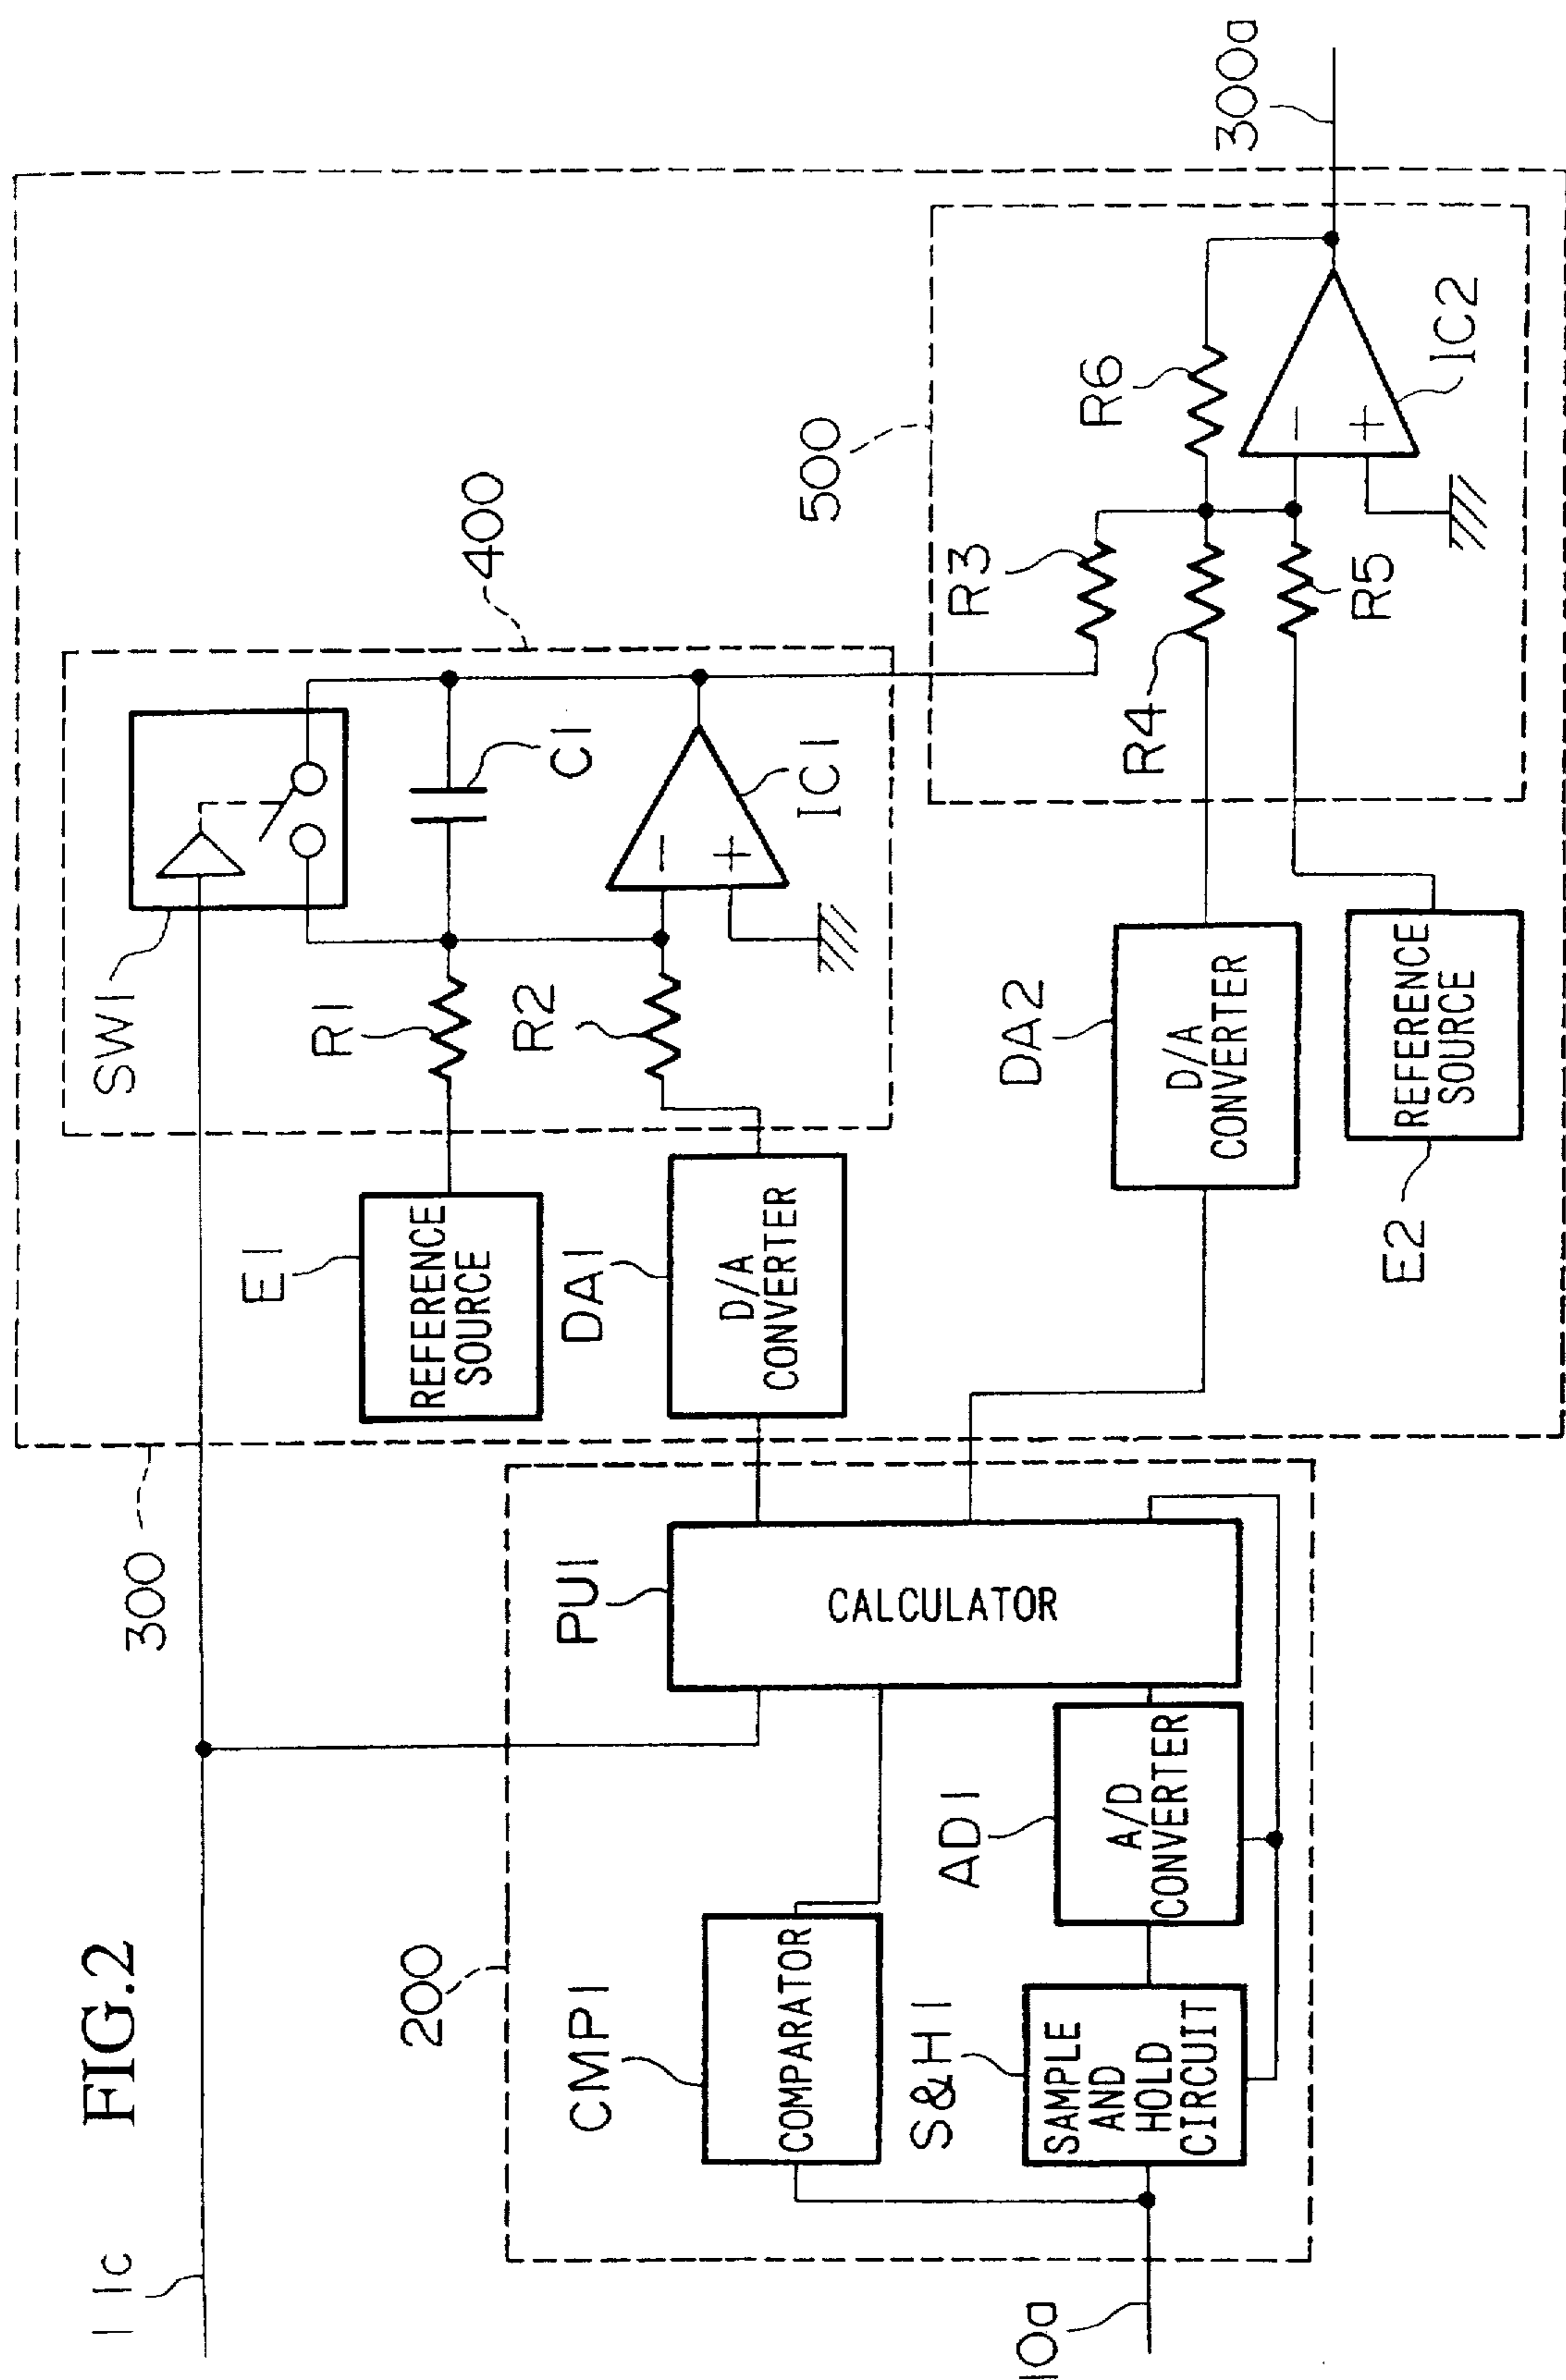 FIG.2
11c
300
SW1
E1
REFERENCE
SOURCE
R1
R2
C1
IC1
−
+
400
DA1
D/A
CONVERTER
200
CMP1
COMPARATOR
PU1
CALCULATOR
S&H1
SAMPLE
AND
HOLD
CIRCUIT
AD1
A/D
CONVERTER
10a
500
R3
R4
R5
R6
−
+
IC2
DA2
D/A
CONVERTER
E2
REFERENCE
SOURCE
300a